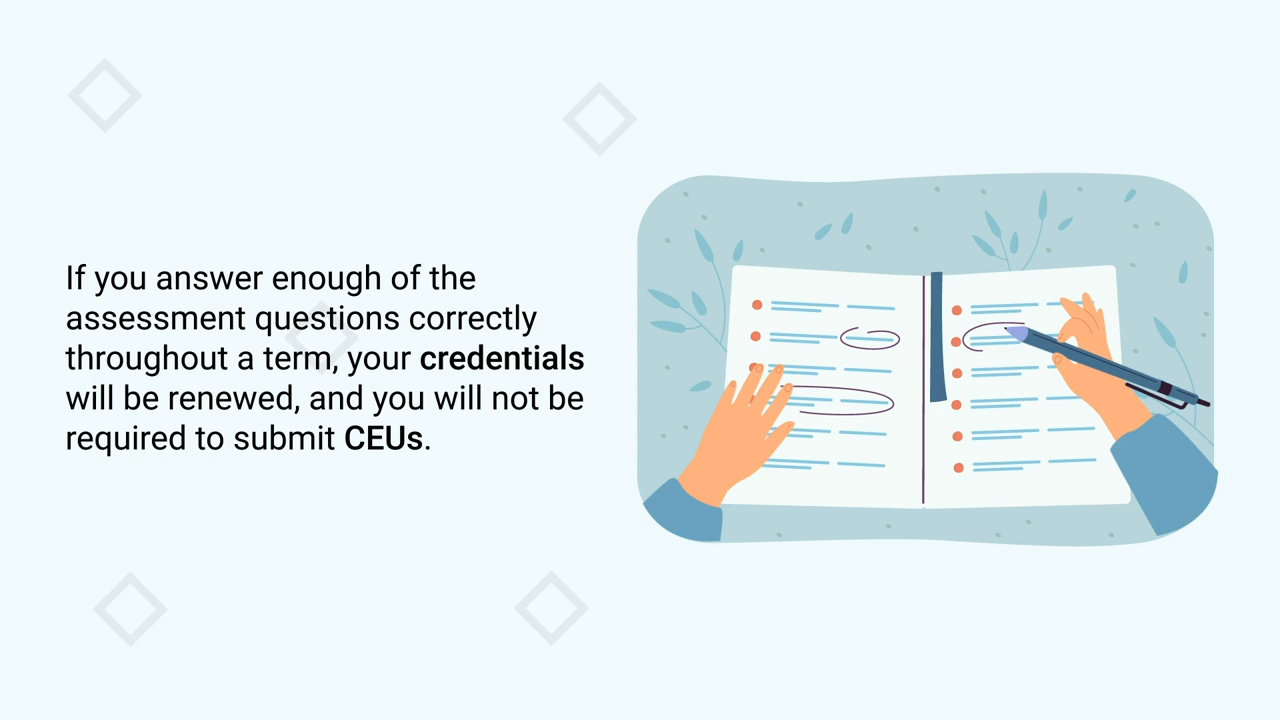 If you answer enough of the
assessment questions correctly
throughout a term, your credentials
will be renewed, and you will not be
required to submit CEUs.